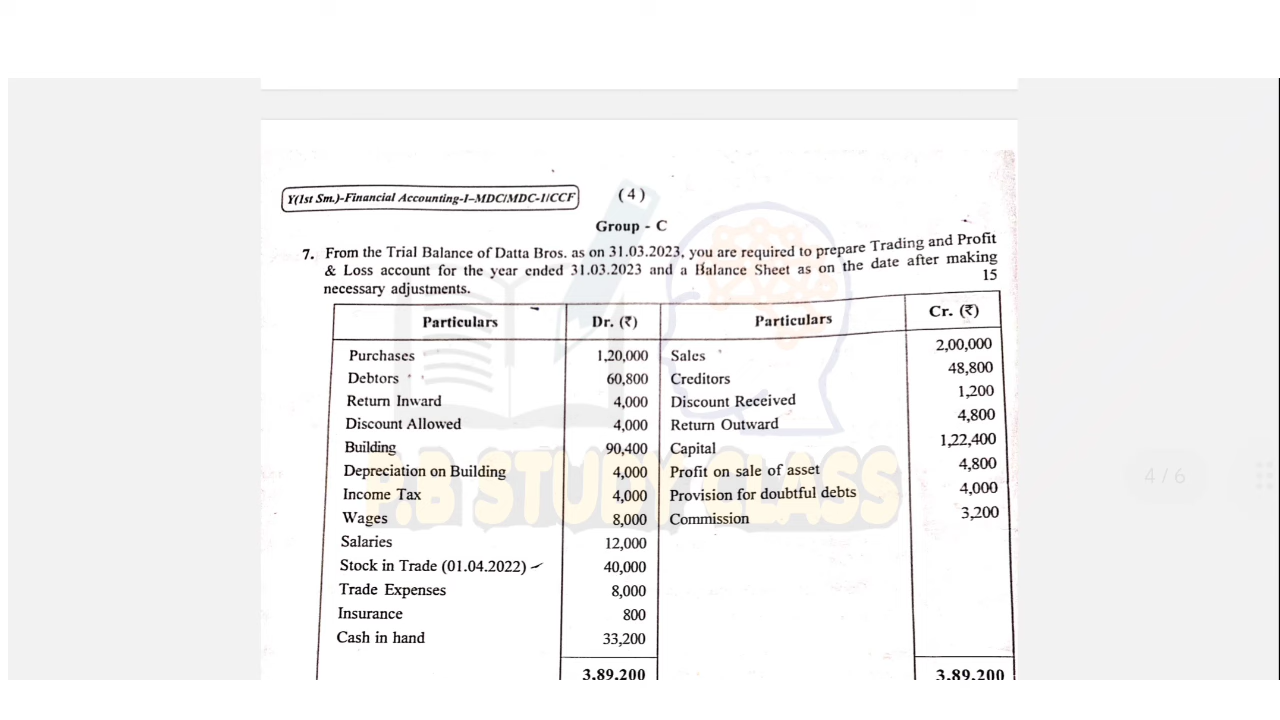 Y(1st Sm.)-Financial Accounting-I-MDC/MDC-1/CCF
(4)
Group - C
7. From the Trial Balance of Datta Bros. as on 31.03.2023, you are required to prepare Trading and Profit
& Loss account for the year ended 31.03.2023 and a Balance Sheet as on the date after making
necessary adjustments. 15
Particulars Dr. (₹) Particulars Cr. (₹)
Purchases 1,20,000 Sales 2,00,000
Debtors 60,800 Creditors 48,800
Return Inward 4,000 Discount Received 1,200
Discount Allowed 4,000 Return Outward 4,800
Building 90,400 Capital 1,22,400
Depreciation on Building 4,000 Profit on sale of asset 4,800
Income Tax 4,000 Provision for doubtful debts 4,000
Wages 8,000 Commission 3,200
Salaries 12,000
Stock in Trade (01.04.2022) 40,000
Trade Expenses 8,000
Insurance 800
Cash in hand 33,200
3,89,200 3,89,200
P.B STUDY CLASS
4 / 6